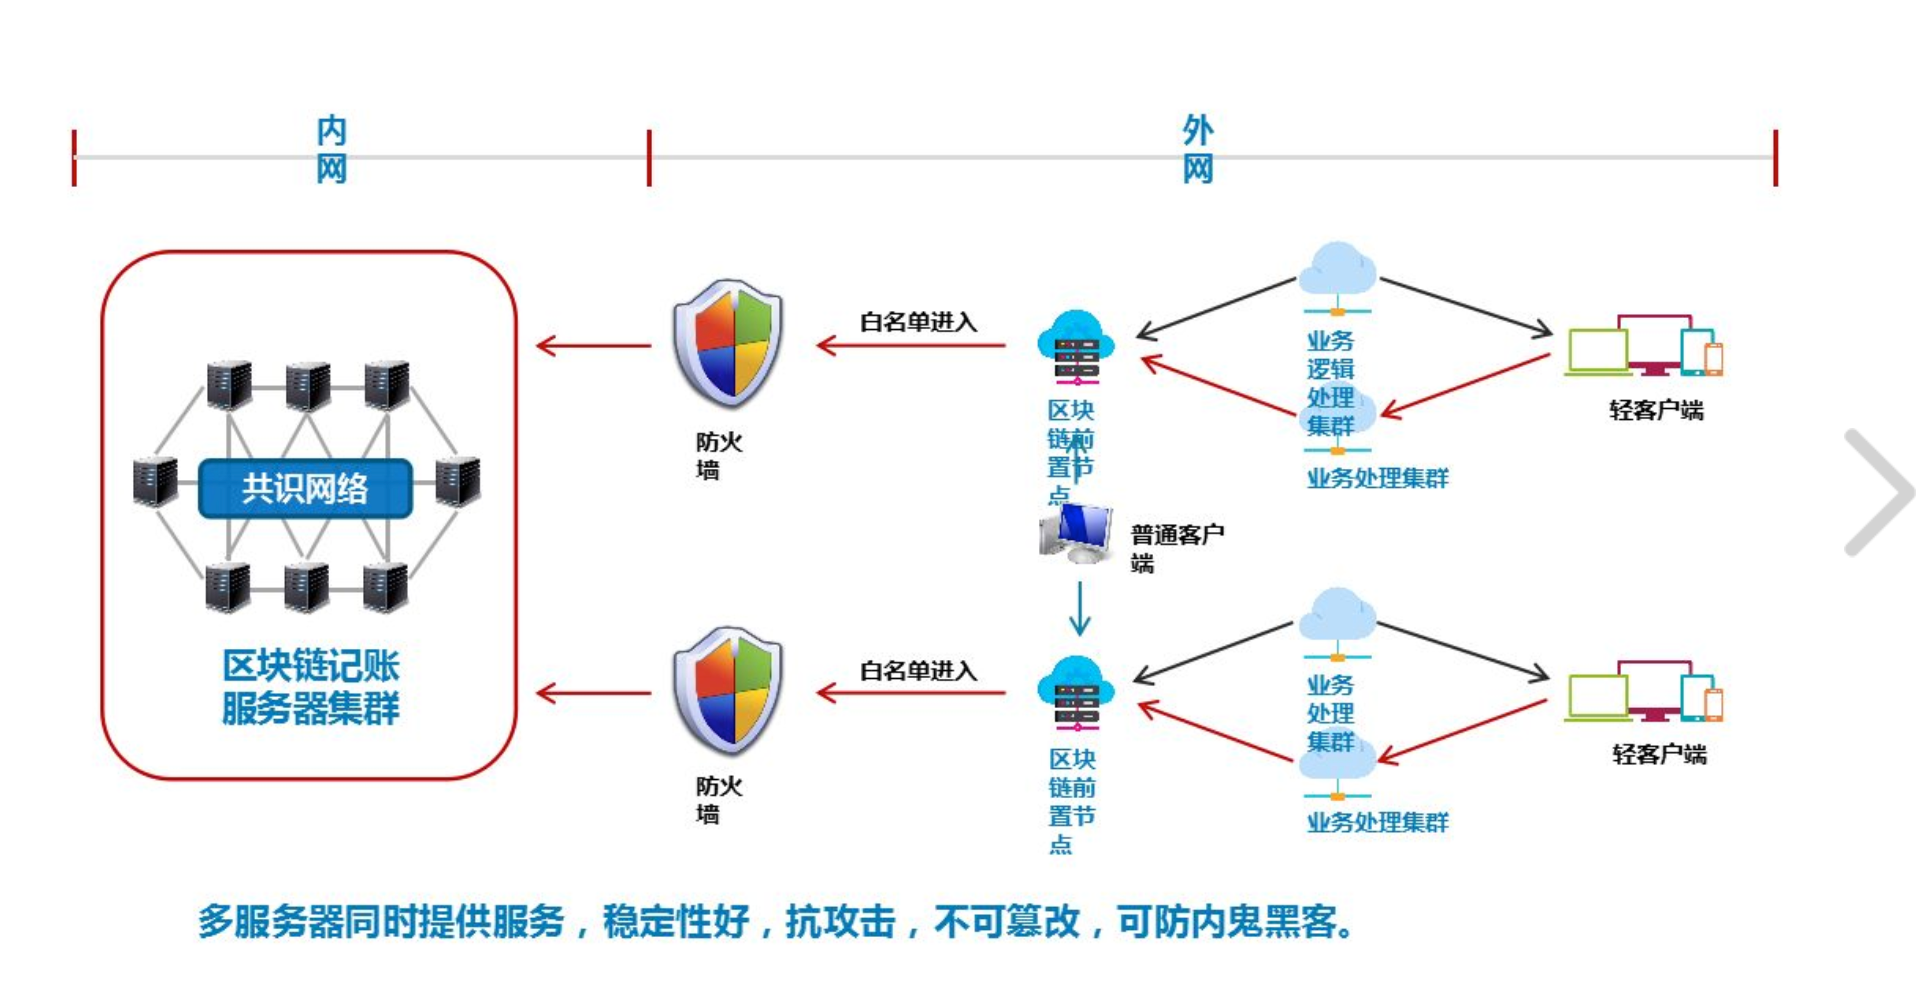 内
网
外
网
白名单进入
防火
墙
区块
链前
置节
点
业务
逻辑
处理
集群
业务处理集群
轻客户端
共识网络
区块链记账
服务器集群
普通客户
端
白名单进入
防火
墙
区块
链前
置节
点
业务
处理
集群
业务处理集群
轻客户端
多服务器同时提供服务，稳定性好，抗攻击，不可篡改，可防内鬼黑客。